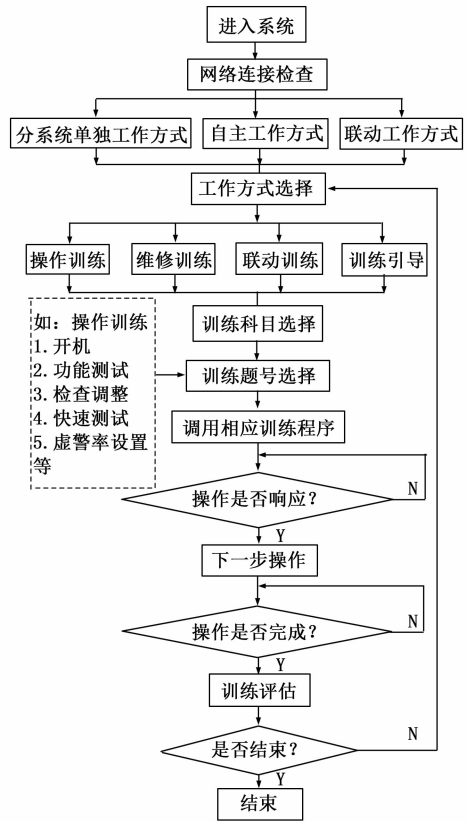 进入系统
网络连接检查
分系统单独工作方式
自主工作方式
联动工作方式
工作方式选择
操作训练
维修训练
联动训练
训练引导
训练科目选择
如：操作训练
1.开机
2.功能测试
3.检查调整
4.快速测试
5.虚警率设置
等
训练题号选择
调用相应训练程序
操作是否响应？
N
Y
下一步操作
操作是否完成？
N
Y
训练评估
是否结束？
N
Y
结束